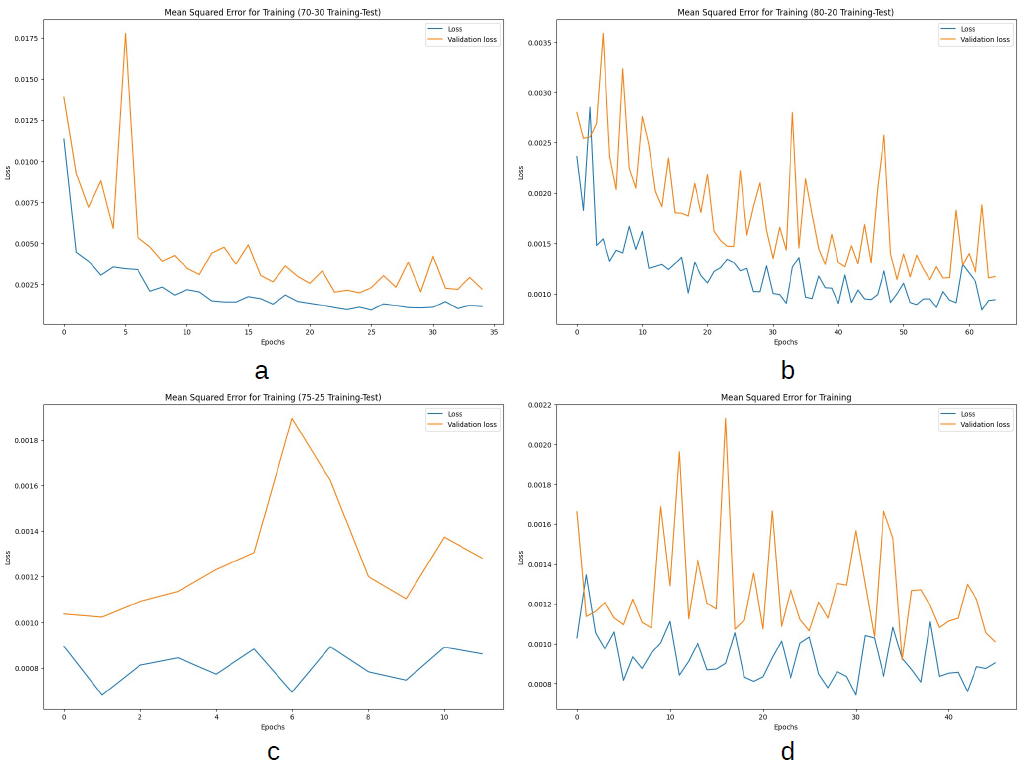 Mean Squared Error for Training (70-30 Training-Test)
Loss
Validation loss
0.0175
0.0150
0.0125
0.0100
0.0075
0.0050
0.0025
Loss
0 5 10 15 20 25 30 35
Epochs
a
Mean Squared Error for Training (80-20 Training-Test)
Loss
Validation loss
0.0035
0.0030
0.0025
0.0020
0.0015
0.0010
Loss
0 10 20 30 40 50 60
Epochs
b
Mean Squared Error for Training (75-25 Training-Test)
Loss
Validation loss
0.0018
0.0016
0.0014
0.0012
0.0010
0.0008
Loss
0 2 4 6 8 10
Epochs
c
Mean Squared Error for Training
Loss
Validation loss
0.0022
0.0020
0.0018
0.0016
0.0014
0.0012
0.0010
0.0008
Loss
0 10 20 30 40
Epochs
d